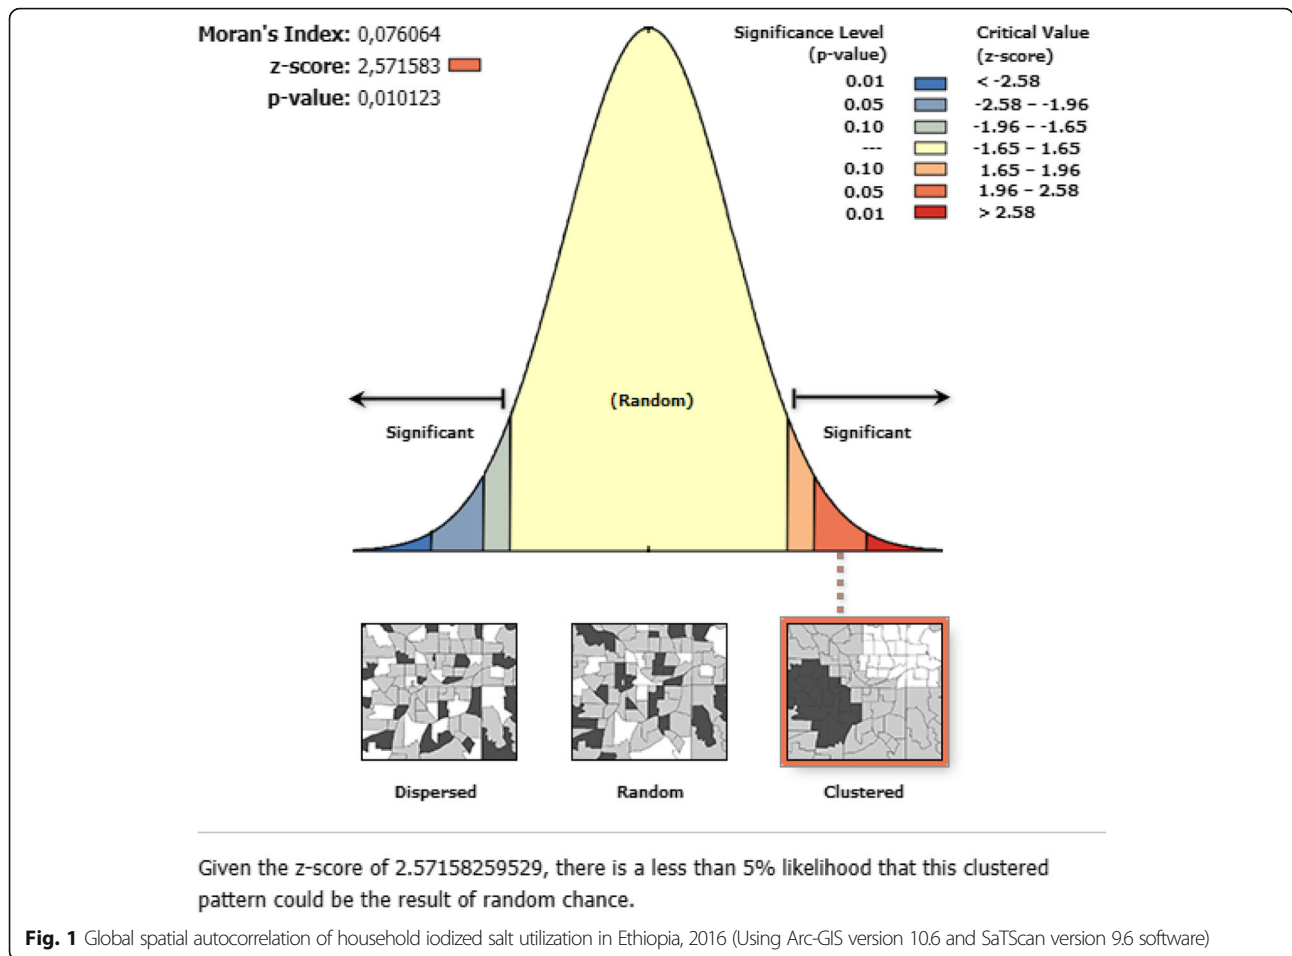 Moran's Index: 0,076064
z-score: 2,571583
p-value: 0,010123
Significance Level
(p-value)
Critical Value
(z-score)
0.01 < -2.58
0.05 -2.58 – -1.96
0.10 -1.96 – -1.65
--- -1.65 – 1.65
0.10 1.65 – 1.96
0.05 1.96 – 2.58
0.01 > 2.58
(Random)
Significant
Significant
Dispersed
Random
Clustered
Given the z-score of 2.57158259529, there is a less than 5% likelihood that this clustered
pattern could be the result of random chance.
Fig. 1 Global spatial autocorrelation of household iodized salt utilization in Ethiopia, 2016 (Using Arc-GIS version 10.6 and SaTScan version 9.6 software)